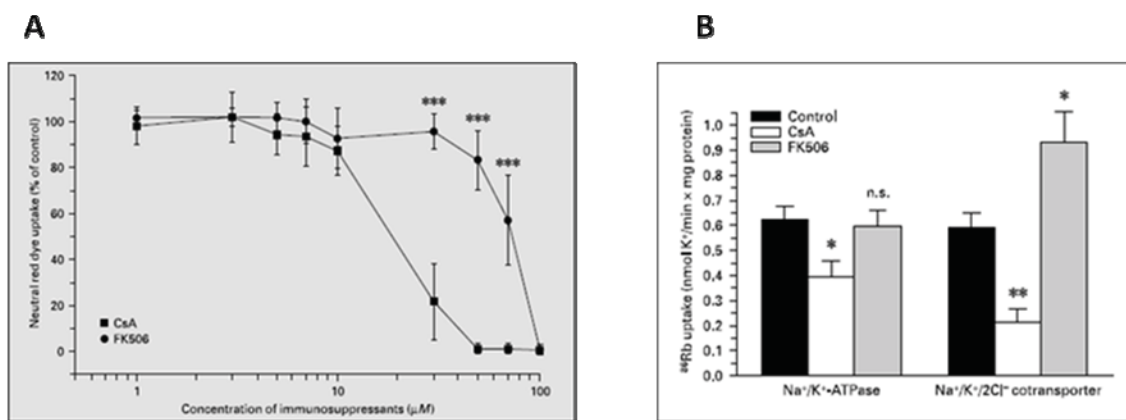 A
Neutral red dye uptake (% of control)
120
100
80
60
40
20
0
***
***
***
CsA
FK506
1
10
100
Concentration of immunosuppressants (μM)
B
⁸⁶Rb uptake (nmol K⁺/min × mg protein)
1,0
0,9
0,8
0,7
0,6
0,5
0,4
0,3
0,2
0,1
0,0
Control
CsA
FK506
*
n.s.
**
*
Na⁺/K⁺-ATPase
Na⁺/K⁺/2Cl⁻ cotransporter